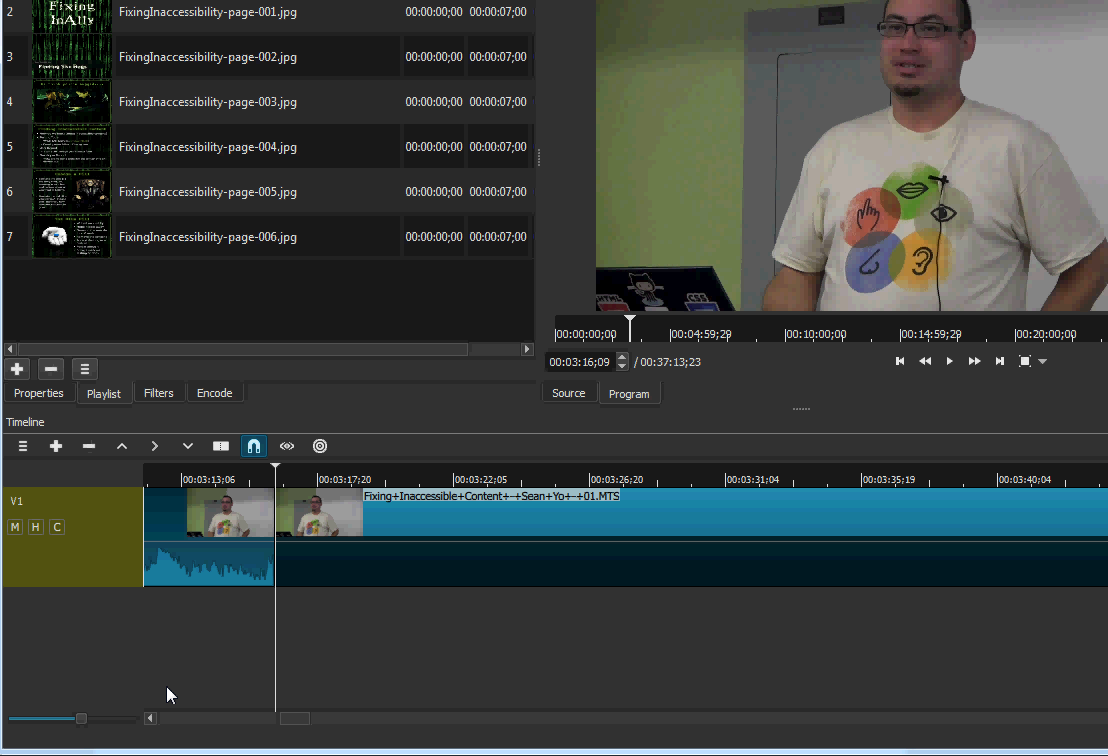 2 Fixing InAlly FixingInaccessibility-page-001.jpg 00:00:00;00 00:00:07;00
3 FixingInaccessibility-page-002.jpg 00:00:00;00 00:00:07;00
4 FixingInaccessibility-page-003.jpg 00:00:00;00 00:00:07;00
5 FixingInaccessibility-page-004.jpg 00:00:00;00 00:00:07;00
6 FixingInaccessibility-page-005.jpg 00:00:00;00 00:00:07;00
7 FixingInaccessibility-page-006.jpg 00:00:00;00 00:00:07;00
HTML CSS
00:00:00;00 00:04:59;29 00:10:00;00 00:14:59;29 00:20:00;00
00:03:16;09 / 00:37:13;23
Properties Playlist Filters Encode Source Program
Timeline
00:03:13;06 00:03:17;20 00:03:22;05 00:03:26;20 00:03:31;04 00:03:35;19 00:03:40;04
V1 Fixing+Inaccessible+Content+-+Sean+Yo+-+01.MTS
M H C